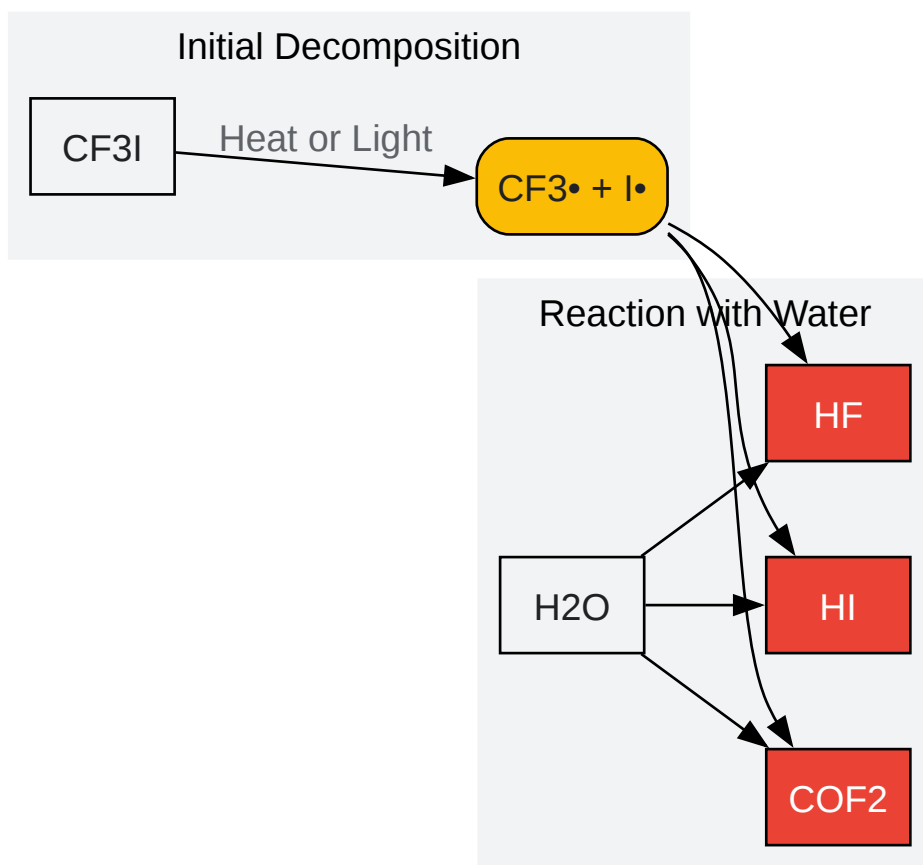 Initial Decomposition
CF3I
Heat or Light
CF3• + I•
Reaction with Water
HF
H2O
HI
COF2